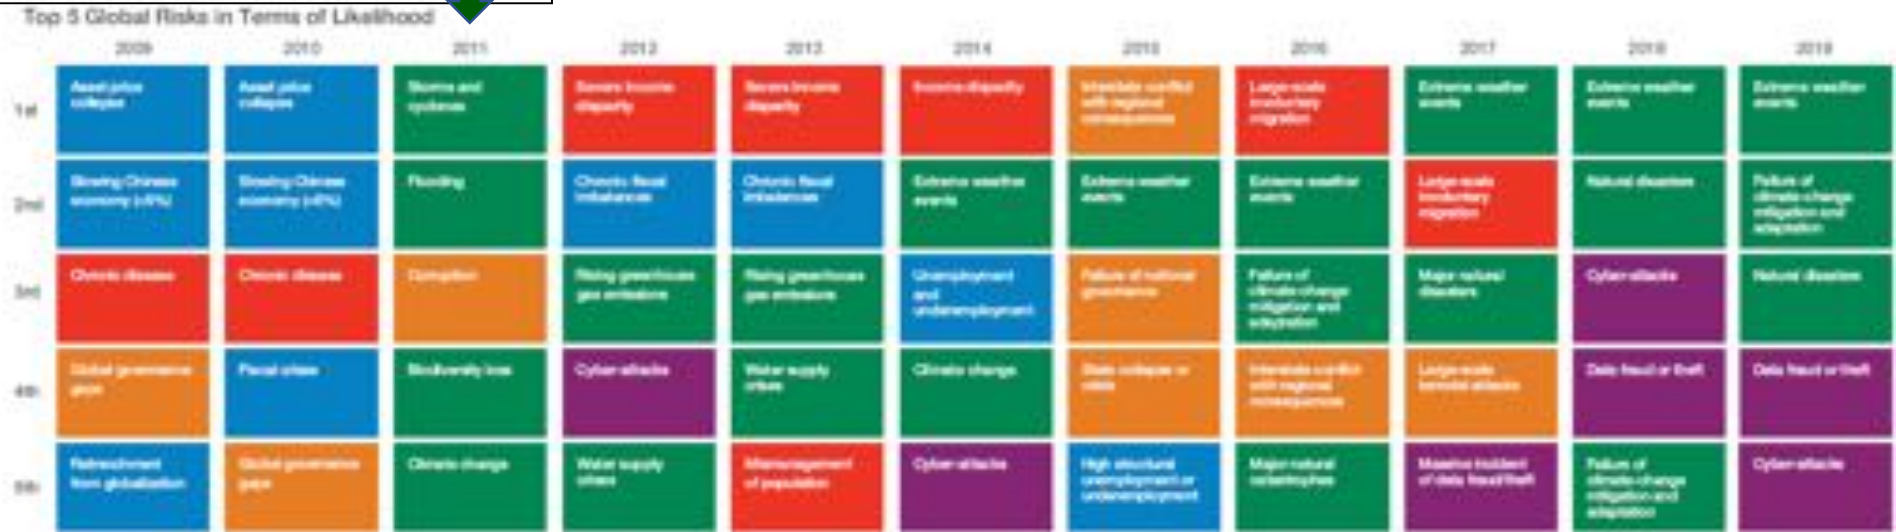 Top 5 Global Risks in Terms of Likelihood
2009 2010 2011 2012 2013 2014 2015 2016 2017 2018 2019
1st
Asset price
collapse
Asset price
collapse
Storms and
cyclones
Severe income
disparity
Severe income
disparity
Income disparity
Interstate conflict
with regional
consequences
Large-scale
involuntary
migration
Extreme weather
events
Extreme weather
events
Extreme weather
events
2nd
Slowing Chinese
economy (<6%)
Slowing Chinese
economy (<6%)
Flooding
Chronic fiscal
imbalances
Chronic fiscal
imbalances
Extreme weather
events
Extreme weather
events
Extreme weather
events
Large-scale
involuntary
migration
Natural disasters
Failure of
climate-change
mitigation and
adaptation
3rd
Chronic disease
Chronic disease
Corruption
Rising greenhouse
gas emissions
Rising greenhouse
gas emissions
Unemployment
and
underemployment
Failure of national
governance
Failure of
climate-change
mitigation and
adaptation
Major natural
disasters
Cyber-attacks
Natural disasters
4th
Global governance
gaps
Fiscal crises
Biodiversity loss
Cyber-attacks
Water supply
crises
Climate change
State collapse or
crisis
Interstate conflict
with regional
consequences
Large-scale
terrorist attacks
Data fraud or theft
Data fraud or theft
5th
Retrenchment
from globalization
Global governance
gaps
Climate change
Water supply
crises
Mismanagement
of population
Cyber-attacks
High structural
unemployment or
underemployment
Major natural
catastrophes
Massive incident
of data fraud/theft
Failure of
climate-change
mitigation and
adaptation
Cyber-attacks